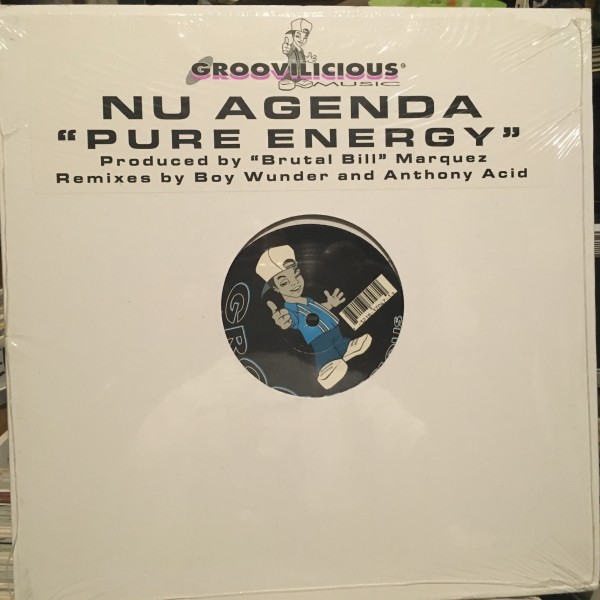 GROOVILICIOUS
MUSIC
NU AGENDA
“PURE ENERGY”
Produced by “Brutal Bill” Marquez
Remixes by Boy Wunder and Anthony Acid